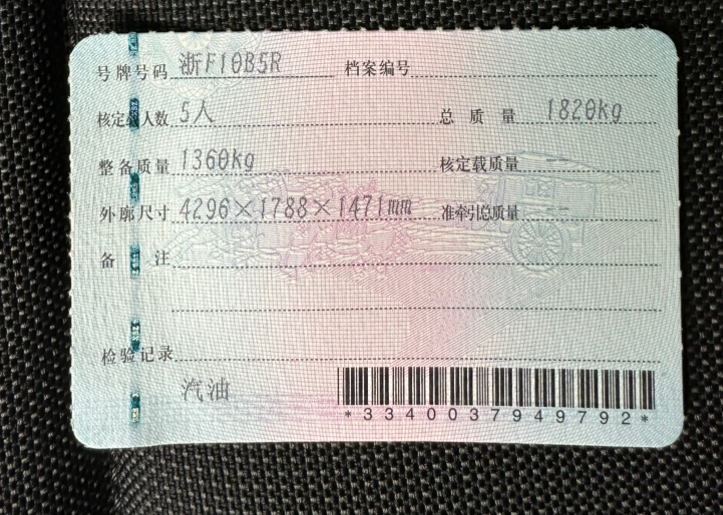 号牌号码 浙F10B5R 档案编号
核定载人数 5人 总质量 1820kg
整备质量 1360kg 核定载质量
外廓尺寸 4296×1788×1471mm 准牵引总质量 ---
备注
检验记录
汽油
*3340037949792*